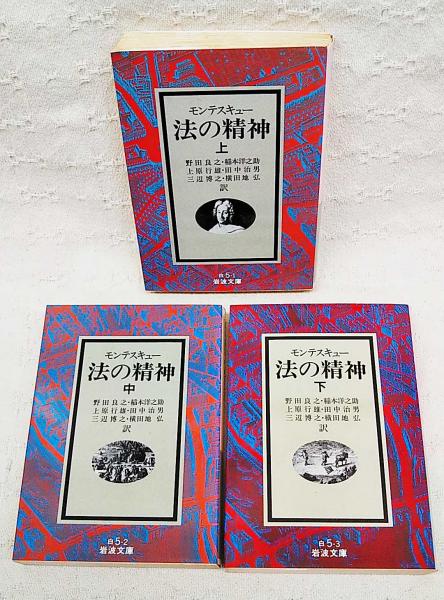 モンテスキュー
法の精神
上
野田良之・稲本洋之助
上原行雄・田中治男
三辺博之・横田地弘
訳
白5-1
岩波文庫
モンテスキュー
法の精神
中
野田良之・稲本洋之助
上原行雄・田中治男
三辺博之・横田地弘
訳
白5-2
岩波文庫
モンテスキュー
法の精神
下
野田良之・稲本洋之助
上原行雄・田中治男
三辺博之・横田地弘
訳
白5-3
岩波文庫